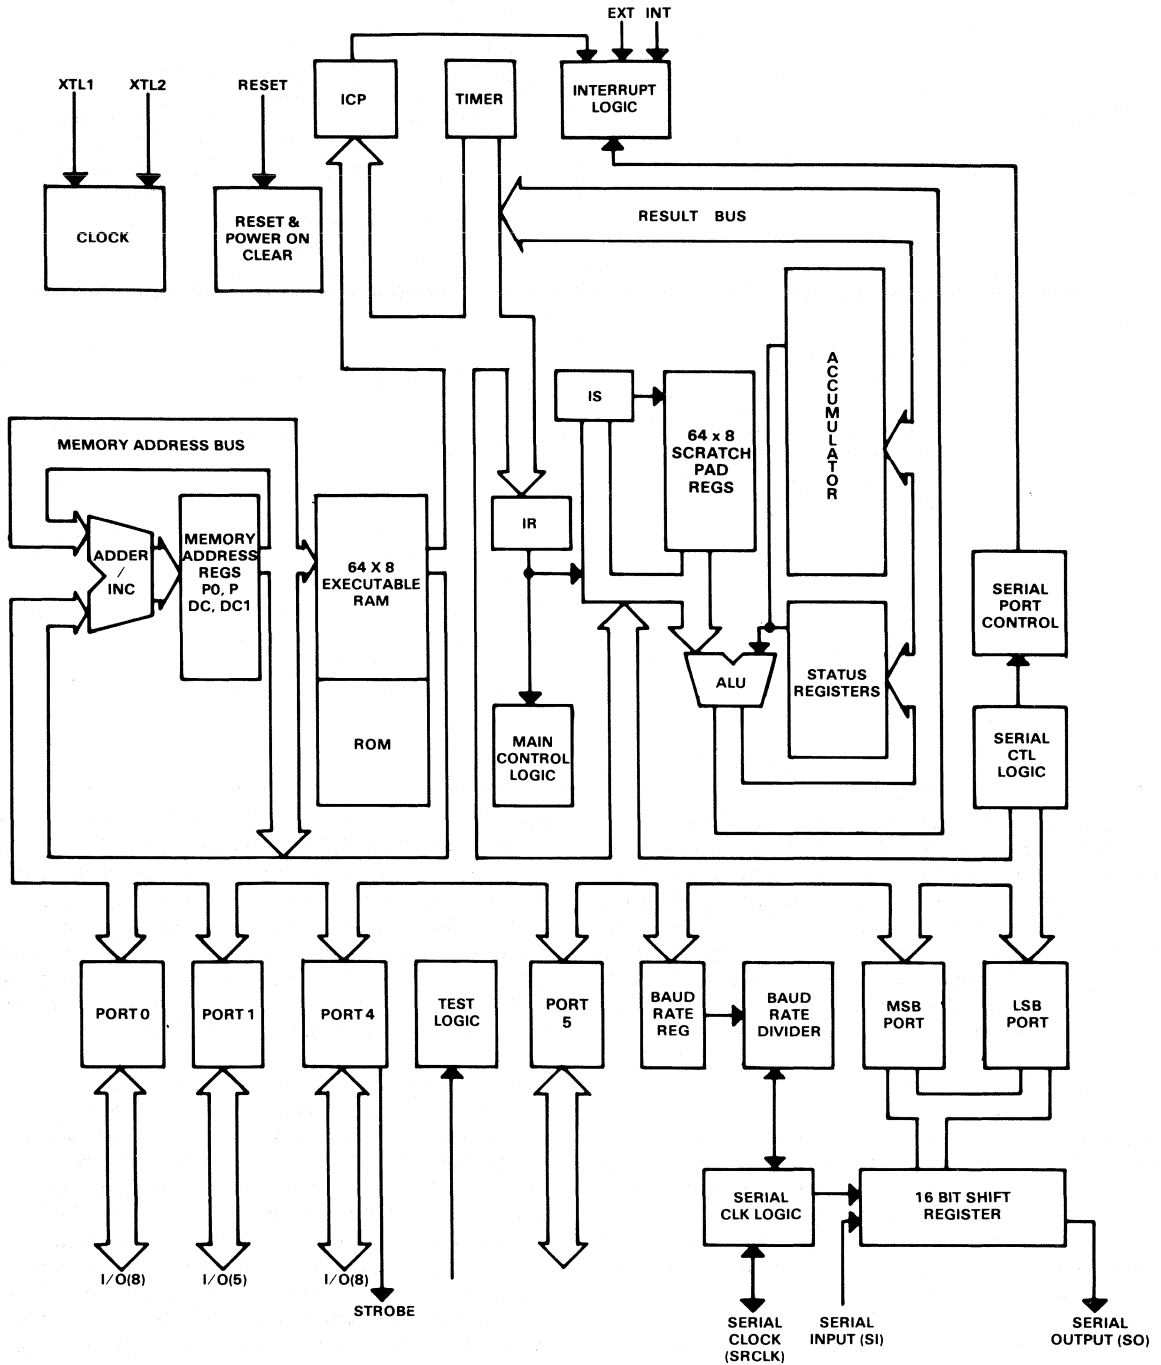 EXT INT
XTL1
XTL2
RESET
ICP
TIMER
INTERRUPT
LOGIC
CLOCK
RESET &
POWER ON
CLEAR
RESULT BUS
ACCUMULATOR
IS
64 x 8
SCRATCH
PAD
REGS
MEMORY ADDRESS BUS
ADDER
/
INC
MEMORY
ADDRESS
REGS
P0, P
DC, DC1
64 X 8
EXECUTABLE
RAM
ROM
IR
MAIN
CONTROL
LOGIC
ALU
STATUS
REGISTERS
SERIAL
PORT
CONTROL
SERIAL
CTL
LOGIC
PORT 0
PORT 1
PORT 4
TEST
LOGIC
PORT
5
BAUD
RATE
REG
BAUD
RATE
DIVIDER
MSB
PORT
LSB
PORT
SERIAL
CLK LOGIC
16 BIT SHIFT
REGISTER
I/O(8)
I/O(5)
I/O(8)
STROBE
SERIAL
CLOCK
(SRCLK)
SERIAL
INPUT (SI)
SERIAL
OUTPUT (SO)